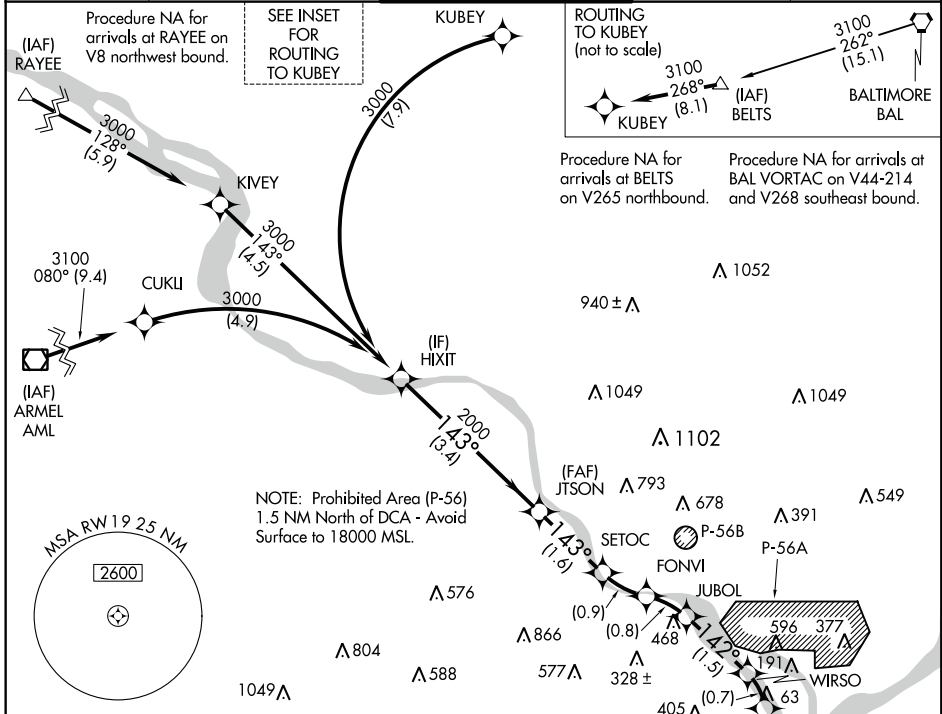 Procedure NA for
arrivals at RAYEE on
V8 northwest bound.
SEE INSET
FOR
ROUTING
TO KUBEY
KUBEY
ROUTING
TO KUBEY
(not to scale)
3100
262°
(15.1)
3100
268°
(8.1)
KUBEY
(IAF)
BELTS
BALTIMORE
BAL
(IAF)
RAYEE
3000
128°
(5.9)
3000
(7.9)
Procedure NA for
arrivals at BELTS
on V265 northbound.
Procedure NA for arrivals at
BAL VORTAC on V44-214
and V268 southeast bound.
KIVEY
3000
143°
(4.5)
3100
080° (9.4)
CUKLI
3000
(4.9)
(IAF)
ARMEL
AML
(IF)
HIXIT
1052
940 ±
1049
1049
1102
2000
143°
(3.4)
(FAF)
JTSON
793
678
549
391
NOTE: Prohibited Area (P-56)
1.5 NM North of DCA - Avoid
Surface to 18000 MSL.
143°
(1.6)
P-56B
P-56A
SETOC
FONVI
JUBOL
MSA RW19 25 NM
2600
576
(0.9)
(0.8)
468
142°
(1.5)
596
377
866
804
588
577
328 ±
191
WIRSO
1049
(0.7)
63
405